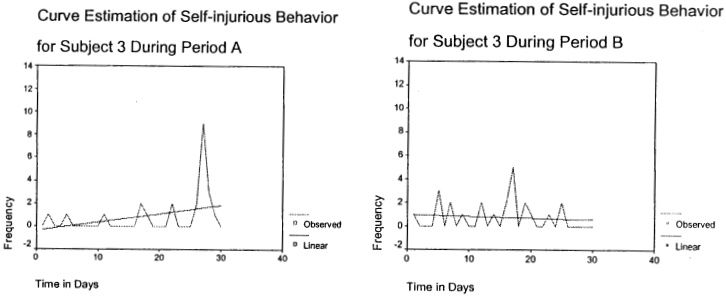 Curve Estimation of Self-injurious Behavior
for Subject 3 During Period A
14
12
10
8
6
4
2
0
-2
Frequency
0
10
20
30
40
Time in Days
Observed
Linear
Curve Estimation of Self-injurious Behavior
for Subject 3 During Period B
14
12
10
8
6
4
2
0
-2
Frequency
0
10
20
30
40
Time in Days
Observed
Linear